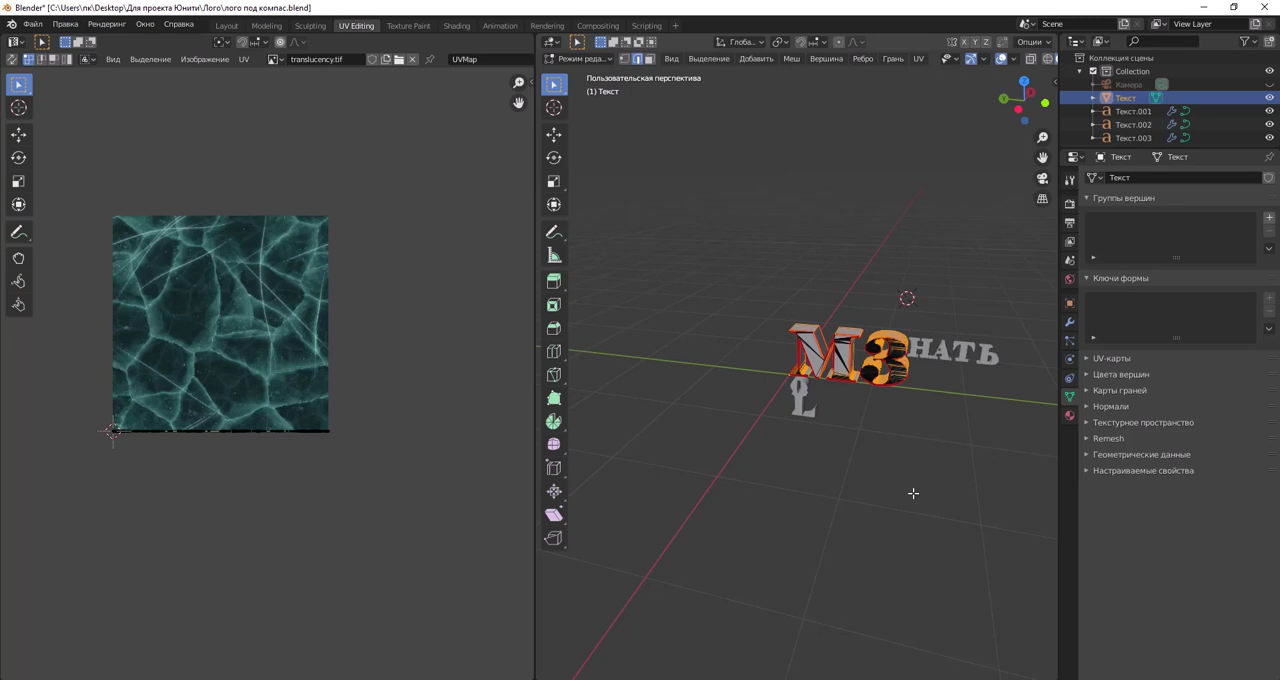 Blender* [C:\Users\пк\Desktop\Для проекта Юнити\Лого\лого под компас.blend]
Файл Правка Рендеринг Окно Справка Layout Modeling Sculpting UV Editing Texture Paint Shading Animation Rendering Compositing Scripting + Scene View Layer
Глоба... Опции
Вид Выделение Изображение UV translucency.tif UVMap
Режим реда... Вид Выделение Добавить Меш Вершина Ребро Грань UV
Пользовательская перспектива
(1) Текст
Z
Y
МЗНАТЬ
Коллекция сцены
Collection
Камера
Текст
Текст.001
Текст.002
Текст.003
Текст Текст
Текст
Группы вершин
Ключи формы
UV-карты
Цвета вершин
Карты граней
Нормали
Текстурное пространство
Remesh
Геометрические данные
Настраиваемые свойства